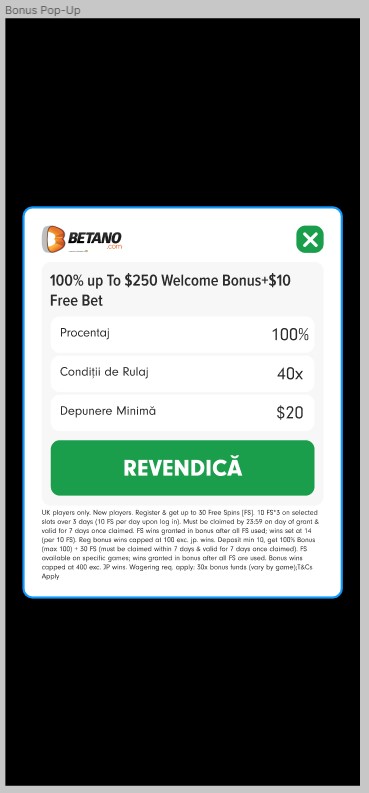 Bonus Pop-Up
BETANO
.com
100% up To $250 Welcome Bonus+$10
Free Bet
Procentaj 100%
Condiții de Rulaj 40x
Depunere Minimă $20
REVENDICĂ
UK players only. New players. Register & get up to 30 Free Spins (FS). 10 FS*3 on selected
slots over 3 days (10 FS per day upon log in). Must be claimed by 23:59 on day of grant &
valid for 7 days once claimed. FS wins granted in bonus after all FS used; wins set at 14
(per 10 FS). Reg bonus wins capped at 100 exc. jp. wins. Deposit min 10, get 100% Bonus
(max 100) + 30 FS (must be claimed within 7 days & valid for 7 days once claimed). FS
available on specific games; wins granted in bonus after all FS are used. Bonus wins
capped at 400 exc. JP wins. Wagering req. apply: 30x bonus funds (vary by game);T&Cs
Apply